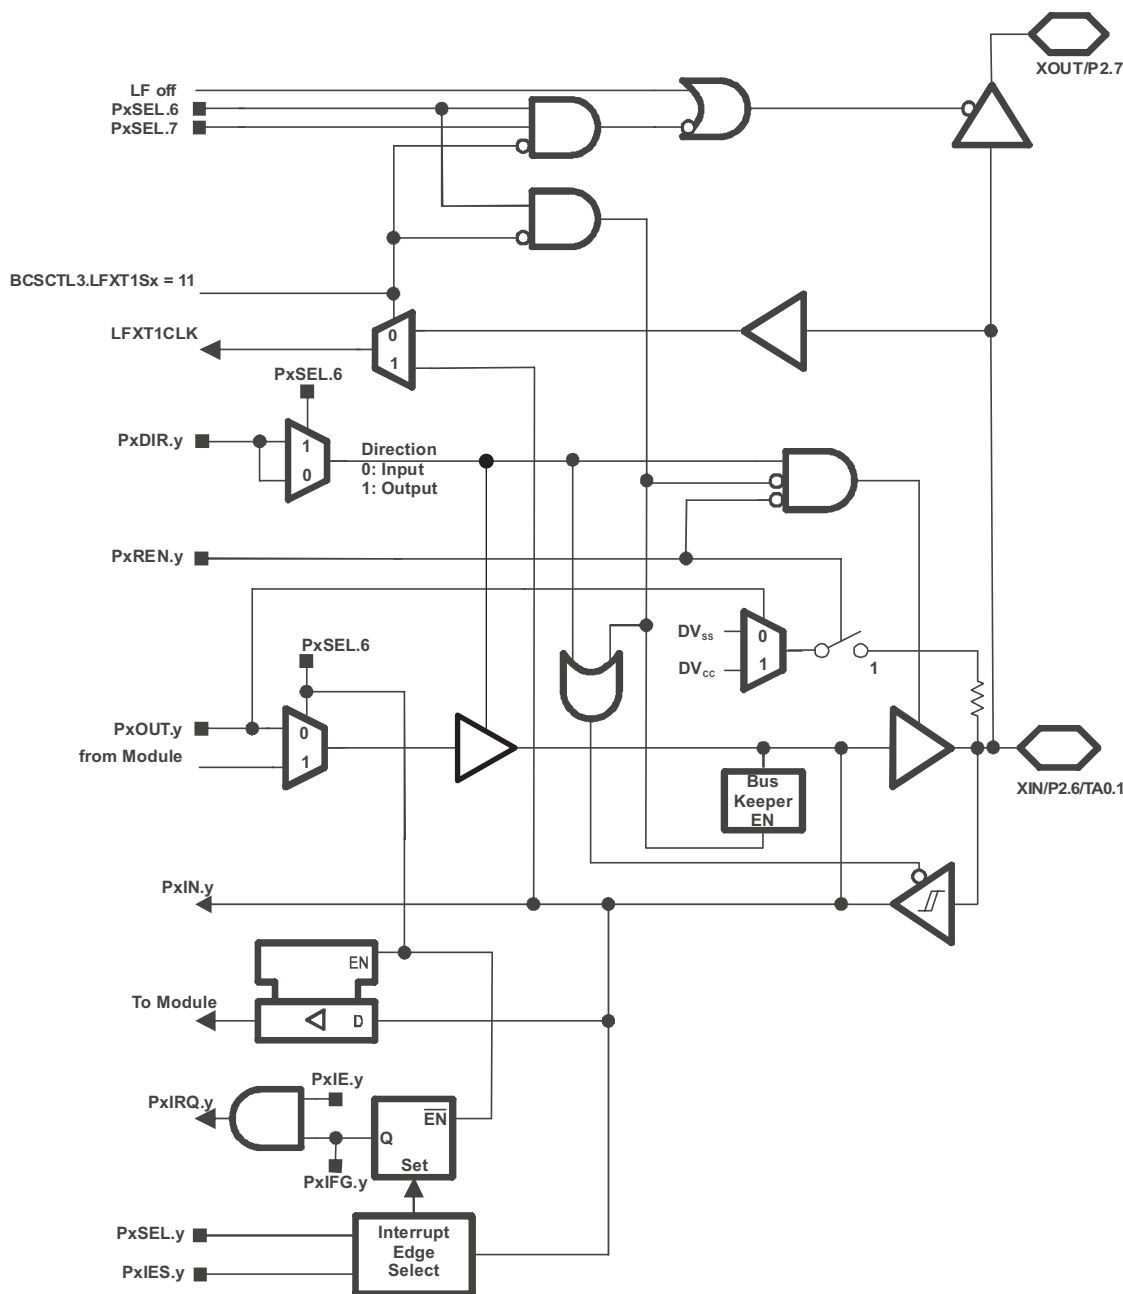 XOUT/P2.7
LF off
PxSEL.6
PxSEL.7
BCSCTL3.LFXT1Sx = 11
LFXT1CLK
0
1
PxSEL.6
PxDIR.y
1
0
Direction
0: Input
1: Output
PxREN.y
DVss
DVcc
0
1
1
PxSEL.6
PxOUT.y
from Module
0
1
Bus
Keeper
EN
XIN/P2.6/TA0.1
PxIN.y
EN
To Module
D
PxIE.y
PxIRQ.y
EN
Q
Set
PxIFG.y
PxSEL.y
PxIES.y
Interrupt
Edge
Select